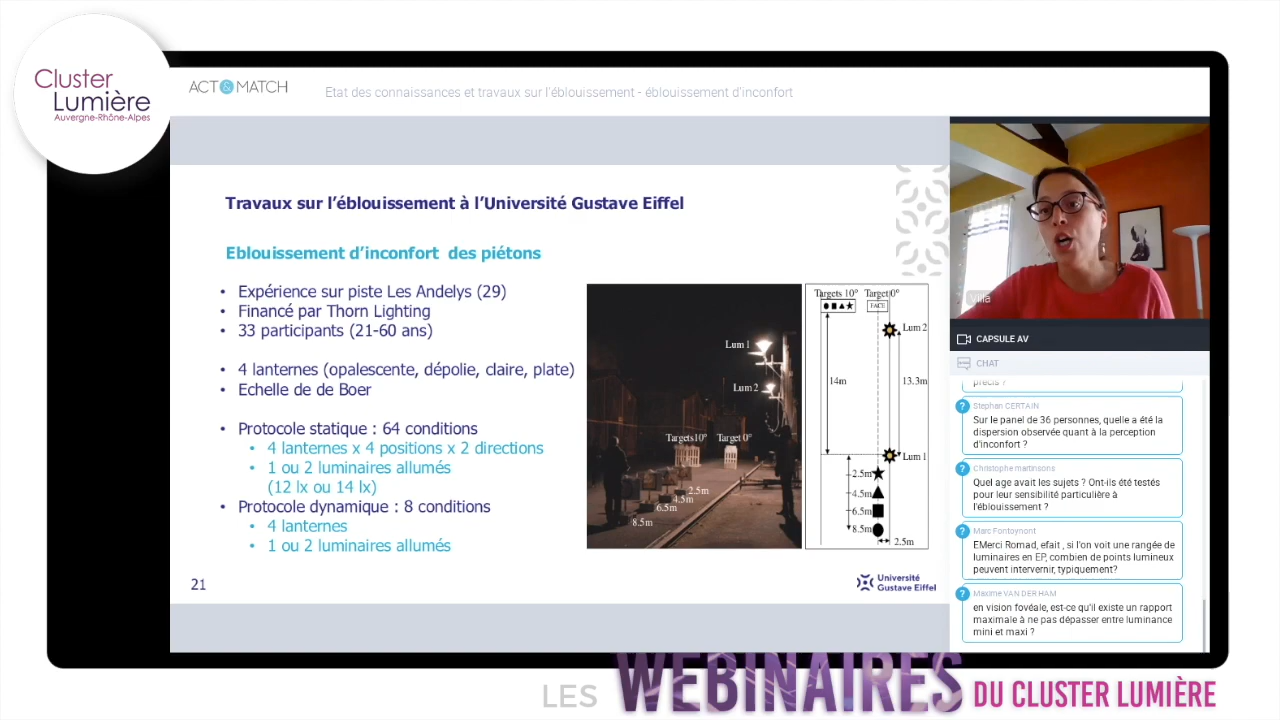 Cluster
Lumière
Auvergne-Rhône-Alpes
ACT & MATCH
Etat des connaissances et travaux sur l'éblouissement - éblouissement d'inconfort
Travaux sur l'éblouissement à l'Université Gustave Eiffel
Eblouissement d'inconfort des piétons
• Expérience sur piste Les Andelys (29)
• Financé par Thorn Lighting
• 33 participants (21-60 ans)
• 4 lanternes (opalescente, dépolie, claire, plate)
• Echelle de de Boer
• Protocole statique : 64 conditions
• 4 lanternes x 4 positions x 2 directions
• 1 ou 2 luminaires allumés
(12 lx ou 14 lx)
• Protocole dynamique : 8 conditions
• 4 lanternes
• 1 ou 2 luminaires allumés
21
Lum 1
Lum 2
Targets10°
Target 0°
2.5m
4.5m
6.5m
8.5m
Targets 10°
Target 0°
FACE
Lum 2
14m
13.3m
Lum 1
2.5m
4.5m
6.5m
8.5m
2.5m
Université
Gustave Eiffel
Villa
CAPSULE AV
CHAT
précis ?
? Stephan CERTAIN
Sur le panel de 36 personnes, quelle a été la
dispersion observée quant à la perception
d'inconfort ?
? Christophe maitrisons
Quel age avait les sujets ? Ont-ils été testés
pour leur sensibilité particulière à
l'éblouissement ?
? Marc Fontoynont
EMerci Romad, efait , si l'on voit une rangée de
luminaires en EP, combien de points lumineux
peuvent intervernir, typiquement?
? Maxime VAN DER HAM
en vision fovéale, est-ce qu'il existe un rapport
maximale à ne pas dépasser entre luminance
mini et maxi ?
LES WEBINAIRES DU CLUSTER LUMIÈRE